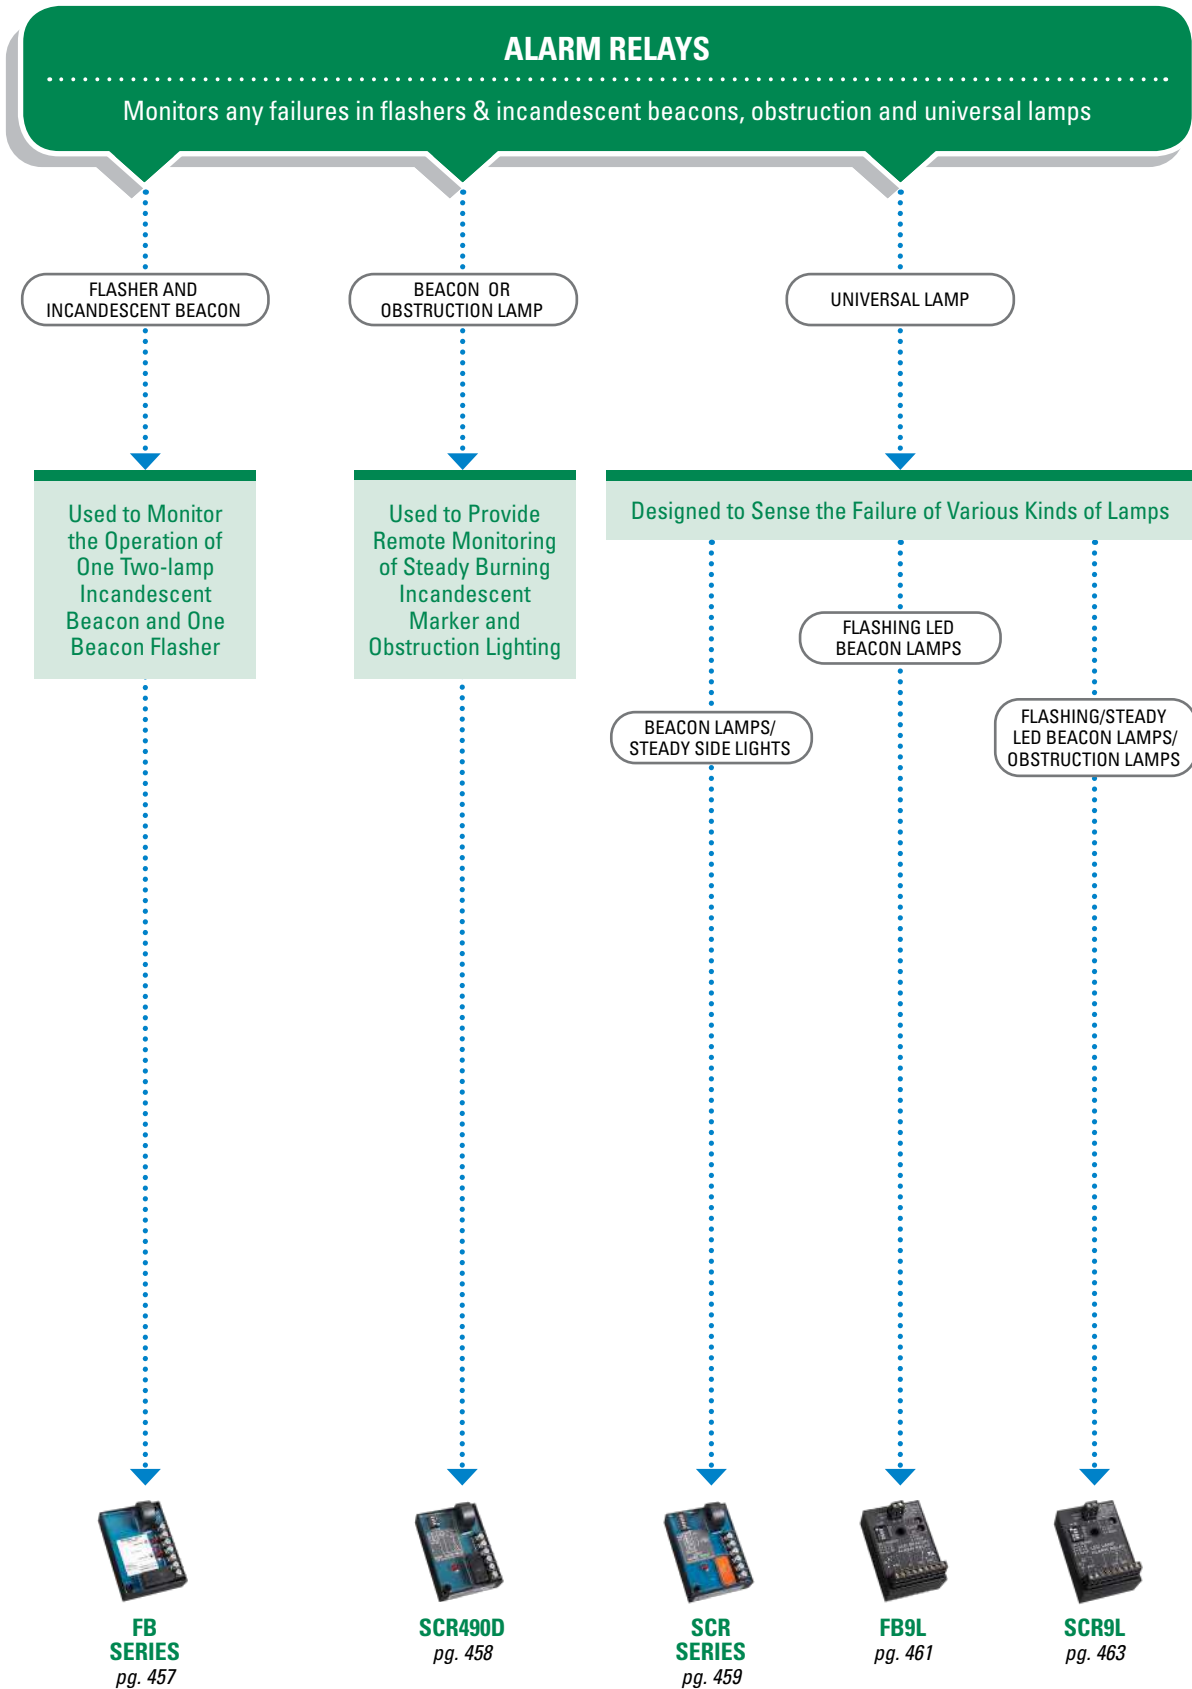 ALARM RELAYS
Monitors any failures in flashers & incandescent beacons, obstruction and universal lamps
FLASHER AND
INCANDESCENT BEACON
BEACON OR
OBSTRUCTION LAMP
UNIVERSAL LAMP
Used to Monitor
the Operation of
One Two-lamp
Incandescent
Beacon and One
Beacon Flasher
Used to Provide
Remote Monitoring
of Steady Burning
Incandescent
Marker and
Obstruction Lighting
Designed to Sense the Failure of Various Kinds of Lamps
BEACON LAMPS/
STEADY SIDE LIGHTS
FLASHING LED
BEACON LAMPS
FLASHING/STEADY
LED BEACON LAMPS/
OBSTRUCTION LAMPS
FB
SERIES
pg. 457
SCR490D
pg. 458
SCR
SERIES
pg. 459
FB9L
pg. 461
SCR9L
pg. 463